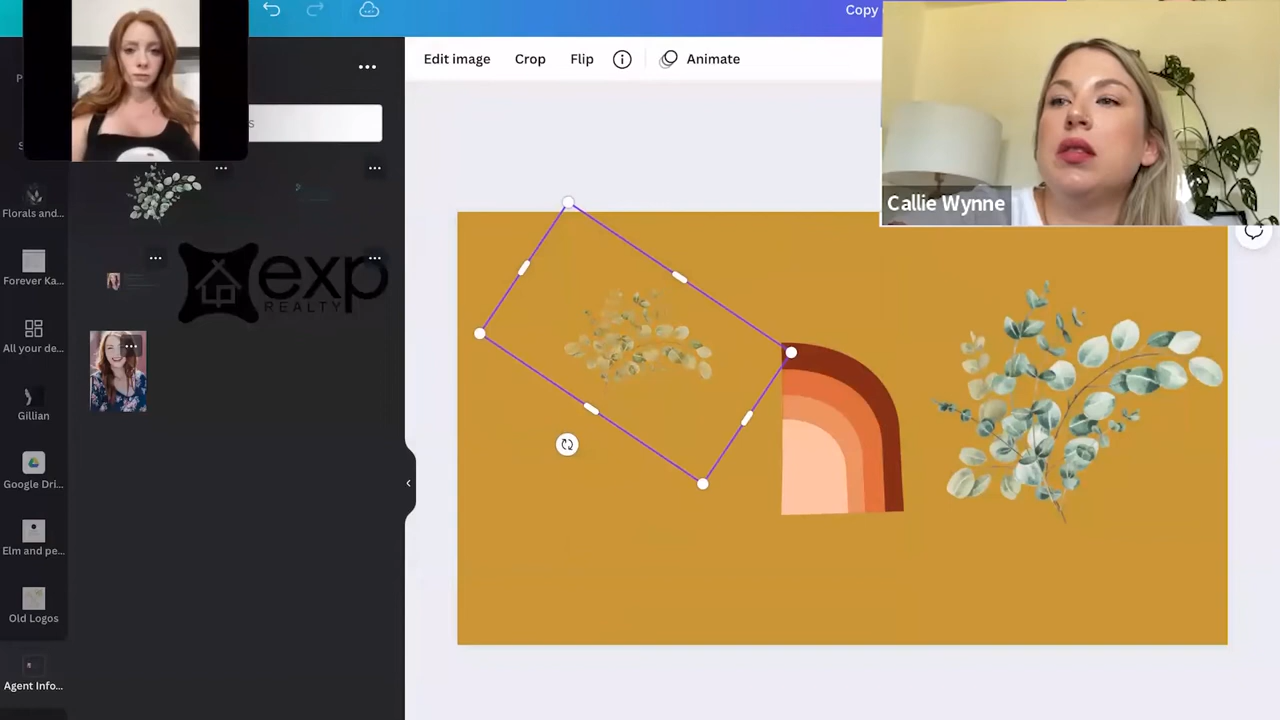 Copy
Edit image
Crop
Flip
Animate
s
Callie Wynne
Florals and...
Forever Ka...
exp
REALTY
All your de...
Gillian
Google Dri...
Elm and pe...
Old Logos
Agent Info...